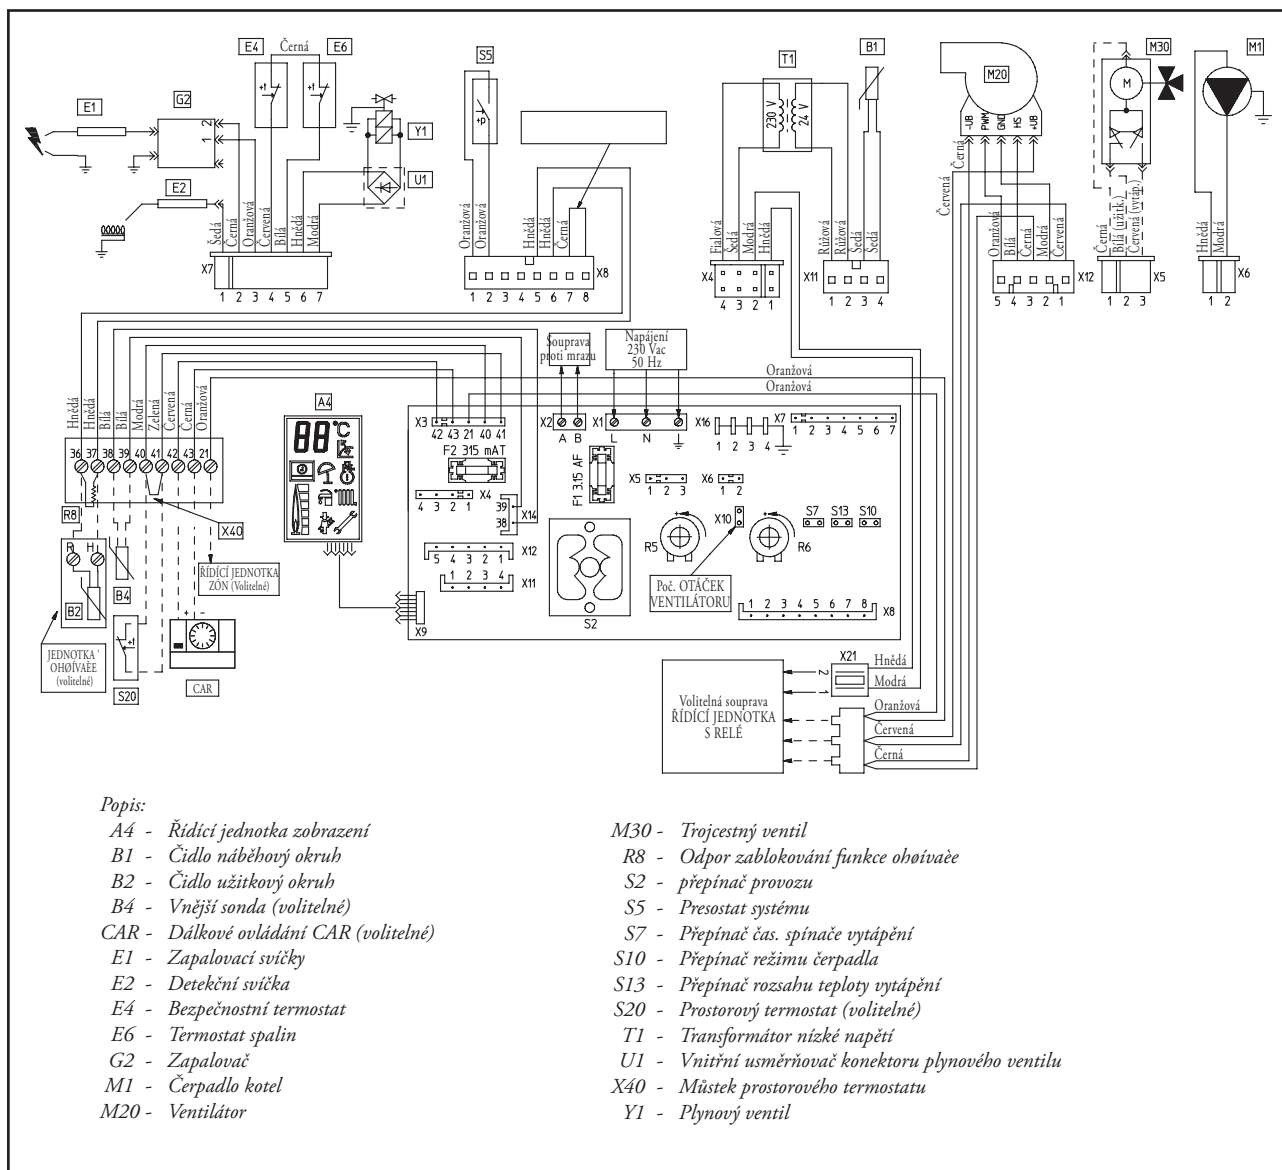 E4 Černá E6
S5
T1
B1
M20
M30
M1
E1
G2
2
1
+t
+t
Y1
U1
E2
+p
230 V
24 V
M
-UB
PWM
GND
HS
+UB
Černá
Červená
Šedá
Černá
Oranžová
Červená
Bílá
Hnědá
Modrá
X7
1 2 3 4 5 6 7
Oranžová
Oranžová
Hnědá
Hnědá
Černá
X8
1 2 3 4 5 6 7 8
Fialová
Šedá
Modrá
Hnědá
X4
4 3 2 1
Růžová
Růžová
Šedá
Šedá
X11
1 2 3 4
Oranžová
Bílá
Černá
Modrá
Červená
X12
5 4 3 2 1
Černá
Bílá (užitk.)
Červená (vytáp.)
X5
1 2 3
Hnědá
Modrá
X6
1 2
Souprava
proti mrazu
Napájení
230 Vac
50 Hz
Oranžová
Oranžová
Hnědá
Hnědá
Bílá
Bílá
Modrá
Zelená
Červená
Černá
Oranžová
36 37 38 39 40 41 42 43 21
A4
88°C
X3
42 43 21 40 41
X2
A B
X1
L N
X16
1 2 3 4
X7
1 2 3 4 5 6 7
F2 315 mAT
F1 3.15 AF
X4
4 3 2 1
39
38
X14
X5
1 2 3
X6
1 2
X10
S7 S13 S10
R5
R6
X12
5 4 3 2 1
1 2 3 4
X11
X9
S2
Poč. OTÁČEK
VENTILÁTORU
1 2 3 4 5 6 7 8
X8
R8
X40
R H
B2
B4
ŘÍDÍCÍ JEDNOTKA
ZÓN (Volitelné)
JEDNOTKA '
OHØÍVAÈE
(volitelné)
+t
S20
+ -
CAR
X21
Hnědá
Modrá
2
1
Volitelná souprava
ŘÍDÍCÍ JEDNOTKA
S RELÉ
Oranžová
Červená
Černá
Popis:
A4 - Řídící jednotka zobrazení
B1 - Čidlo náběhový okruh
B2 - Čidlo užitkový okruh
B4 - Vnější sonda (volitelné)
CAR - Dálkové ovládání CAR (volitelné)
E1 - Zapalovací svíčky
E2 - Detekční svíčka
E4 - Bezpečnostní termostat
E6 - Termostat spalin
G2 - Zapalovač
M1 - Čerpadlo kotel
M20 - Ventilátor
M30 - Trojcestný ventil
R8 - Odpor zablokování funkce ohøívaèe
S2 - přepínač provozu
S5 - Presostat systému
S7 - Přepínač čas. spínače vytápění
S10 - Přepínač režimu čerpadla
S13 - Přepínač rozsahu teploty vytápění
S20 - Prostorový termostat (volitelné)
T1 - Transformátor nízké napětí
U1 - Vnitřní usměrňovač konektoru plynového ventilu
X40 - Můstek prostorového termostatu
Y1 - Plynový ventil